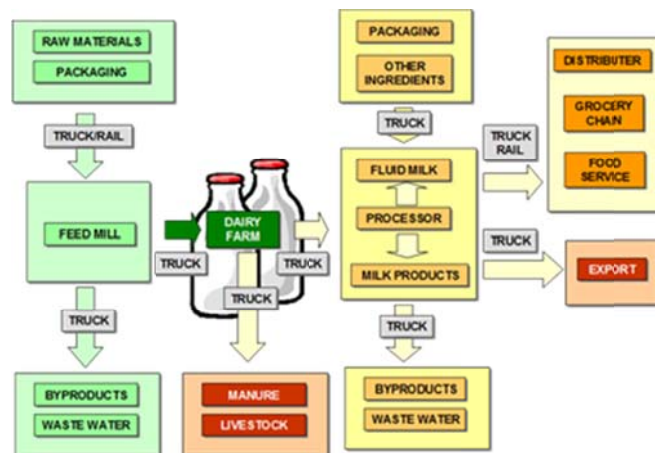 RAW MATERIALS
PACKAGING
TRUCK/RAIL
FEED MILL
TRUCK
BYPRODUCTS
WASTE WATER
TRUCK
DAIRY
FARM
TRUCK
TRUCK
MANURE
LIVESTOCK
PACKAGING
OTHER
INGREDIENTS
TRUCK
FLUID MILK
PROCESSOR
MILK PRODUCTS
TRUCK
BYPRODUCTS
WASTE WATER
TRUCK
RAIL
TRUCK
DISTRIBUTER
GROCERY
CHAIN
FOOD
SERVICE
EXPORT